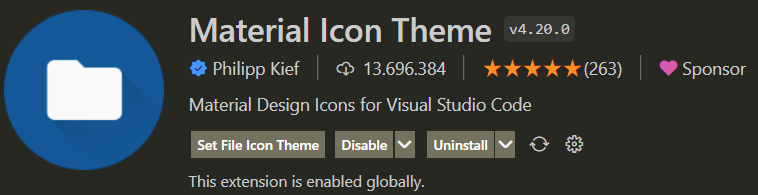 Material Icon Theme v4.20.0
Philipp Kief 13.696.384 (263) Sponsor
Material Design Icons for Visual Studio Code
Set File Icon Theme Disable Uninstall
This extension is enabled globally.